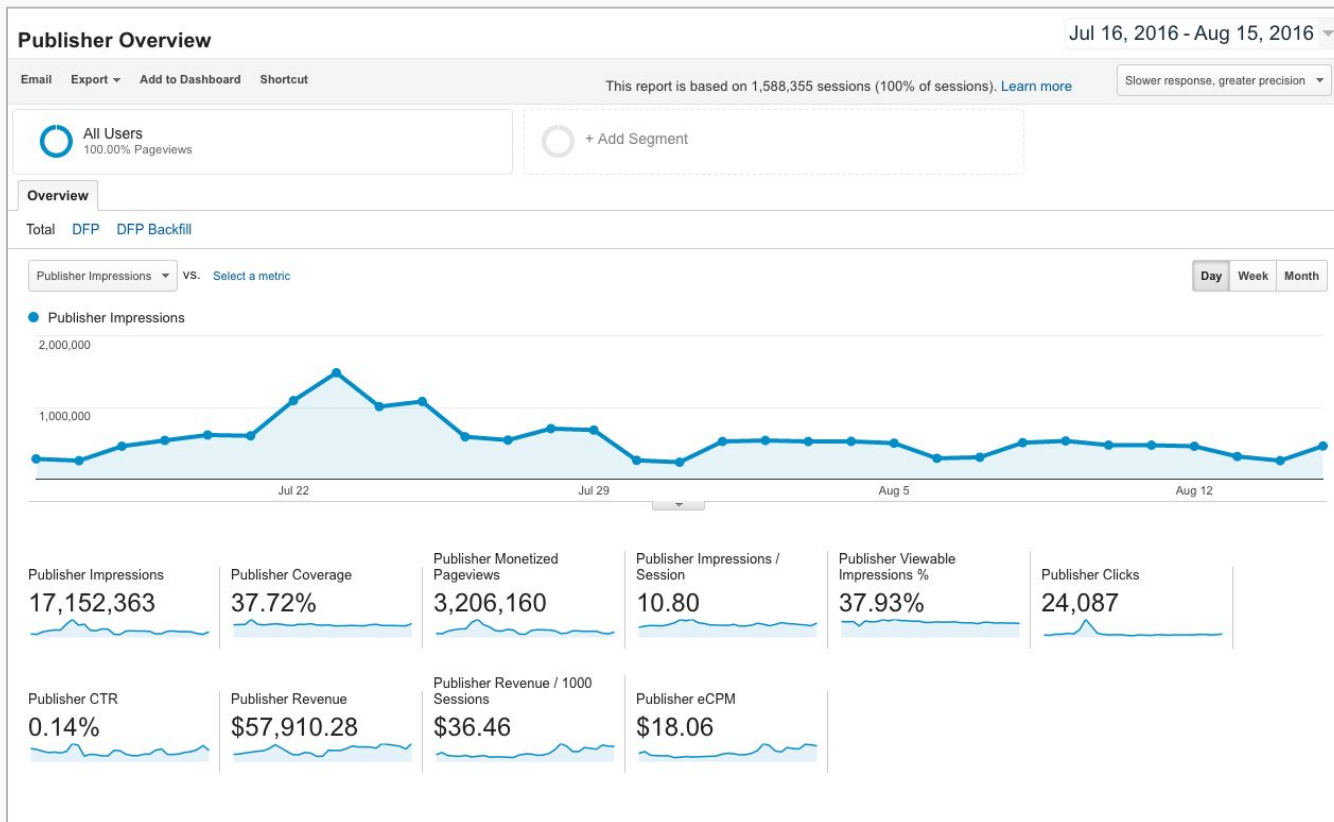 Publisher Overview
Jul 16, 2016 - Aug 15, 2016
Email Export Add to Dashboard Shortcut
This report is based on 1,588,355 sessions (100% of sessions). Learn more
Slower response, greater precision
All Users
100.00% Pageviews
+ Add Segment
Overview
Total DFP DFP Backfill
Publisher Impressions VS. Select a metric
Day Week Month
Publisher Impressions
2,000,000
1,000,000
Jul 22 Jul 29 Aug 5 Aug 12
Publisher Impressions
17,152,363
Publisher Coverage
37.72%
Publisher Monetized
Pageviews
3,206,160
Publisher Impressions /
Session
10.80
Publisher Viewable
Impressions %
37.93%
Publisher Clicks
24,087
Publisher CTR
0.14%
Publisher Revenue
$57,910.28
Publisher Revenue / 1000
Sessions
$36.46
Publisher eCPM
$18.06